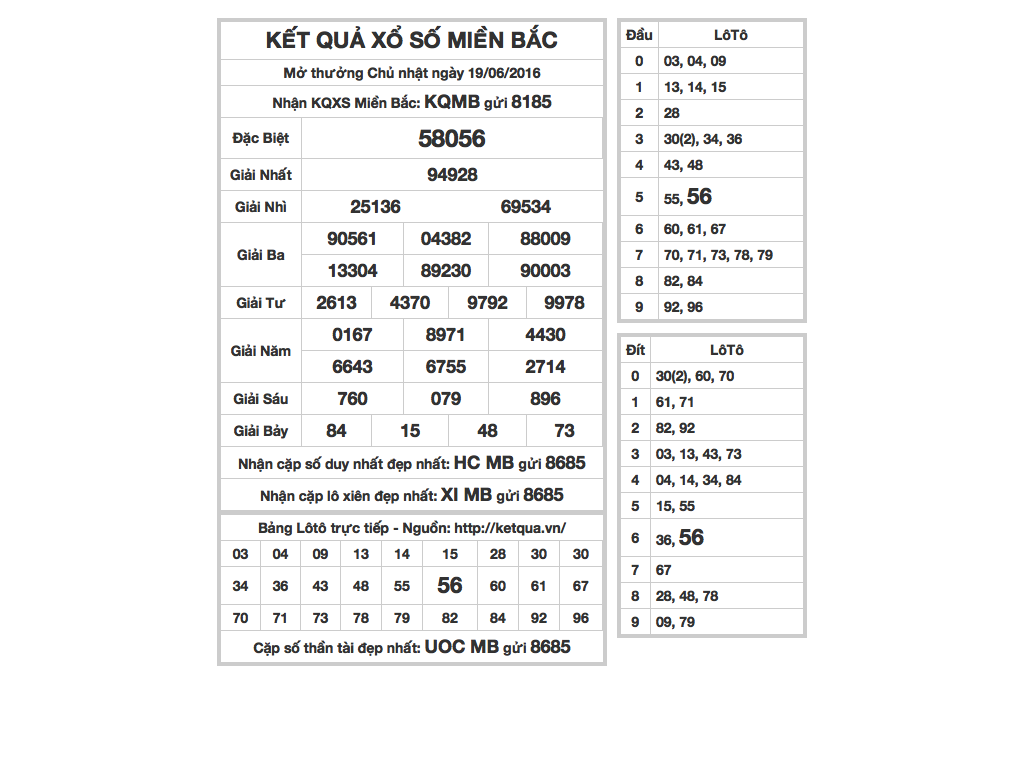 KẾT QUẢ XỔ SỐ MIỀN BẮC
Mở thưởng Chủ nhật ngày 19/06/2016
Nhận KQXS Miền Bắc: KQMB gửi 8185
Đặc Biệt 58056
Giải Nhất 94928
Giải Nhì 25136 69534
Giải Ba 90561 04382 88009
13304 89230 90003
Giải Tư 2613 4370 9792 9978
Giải Năm 0167 8971 4430
6643 6755 2714
Giải Sáu 760 079 896
Giải Bảy 84 15 48 73
Nhận cặp số duy nhất đẹp nhất: HC MB gửi 8685
Nhận cặp lô xiên đẹp nhất: XI MB gửi 8685
Bảng Lôtô trực tiếp - Nguồn: http://ketqua.vn/
03 04 09 13 14 15 28 30 30
34 36 43 48 55 56 60 61 67
70 71 73 78 79 82 84 92 96
Cặp số thần tài đẹp nhất: UOC MB gửi 8685
Đầu LôTô
0 03, 04, 09
1 13, 14, 15
2 28
3 30(2), 34, 36
4 43, 48
5 55, 56
6 60, 61, 67
7 70, 71, 73, 78, 79
8 82, 84
9 92, 96
Đít LôTô
0 30(2), 60, 70
1 61, 71
2 82, 92
3 03, 13, 43, 73
4 04, 14, 34, 84
5 15, 55
6 36, 56
7 67
8 28, 48, 78
9 09, 79